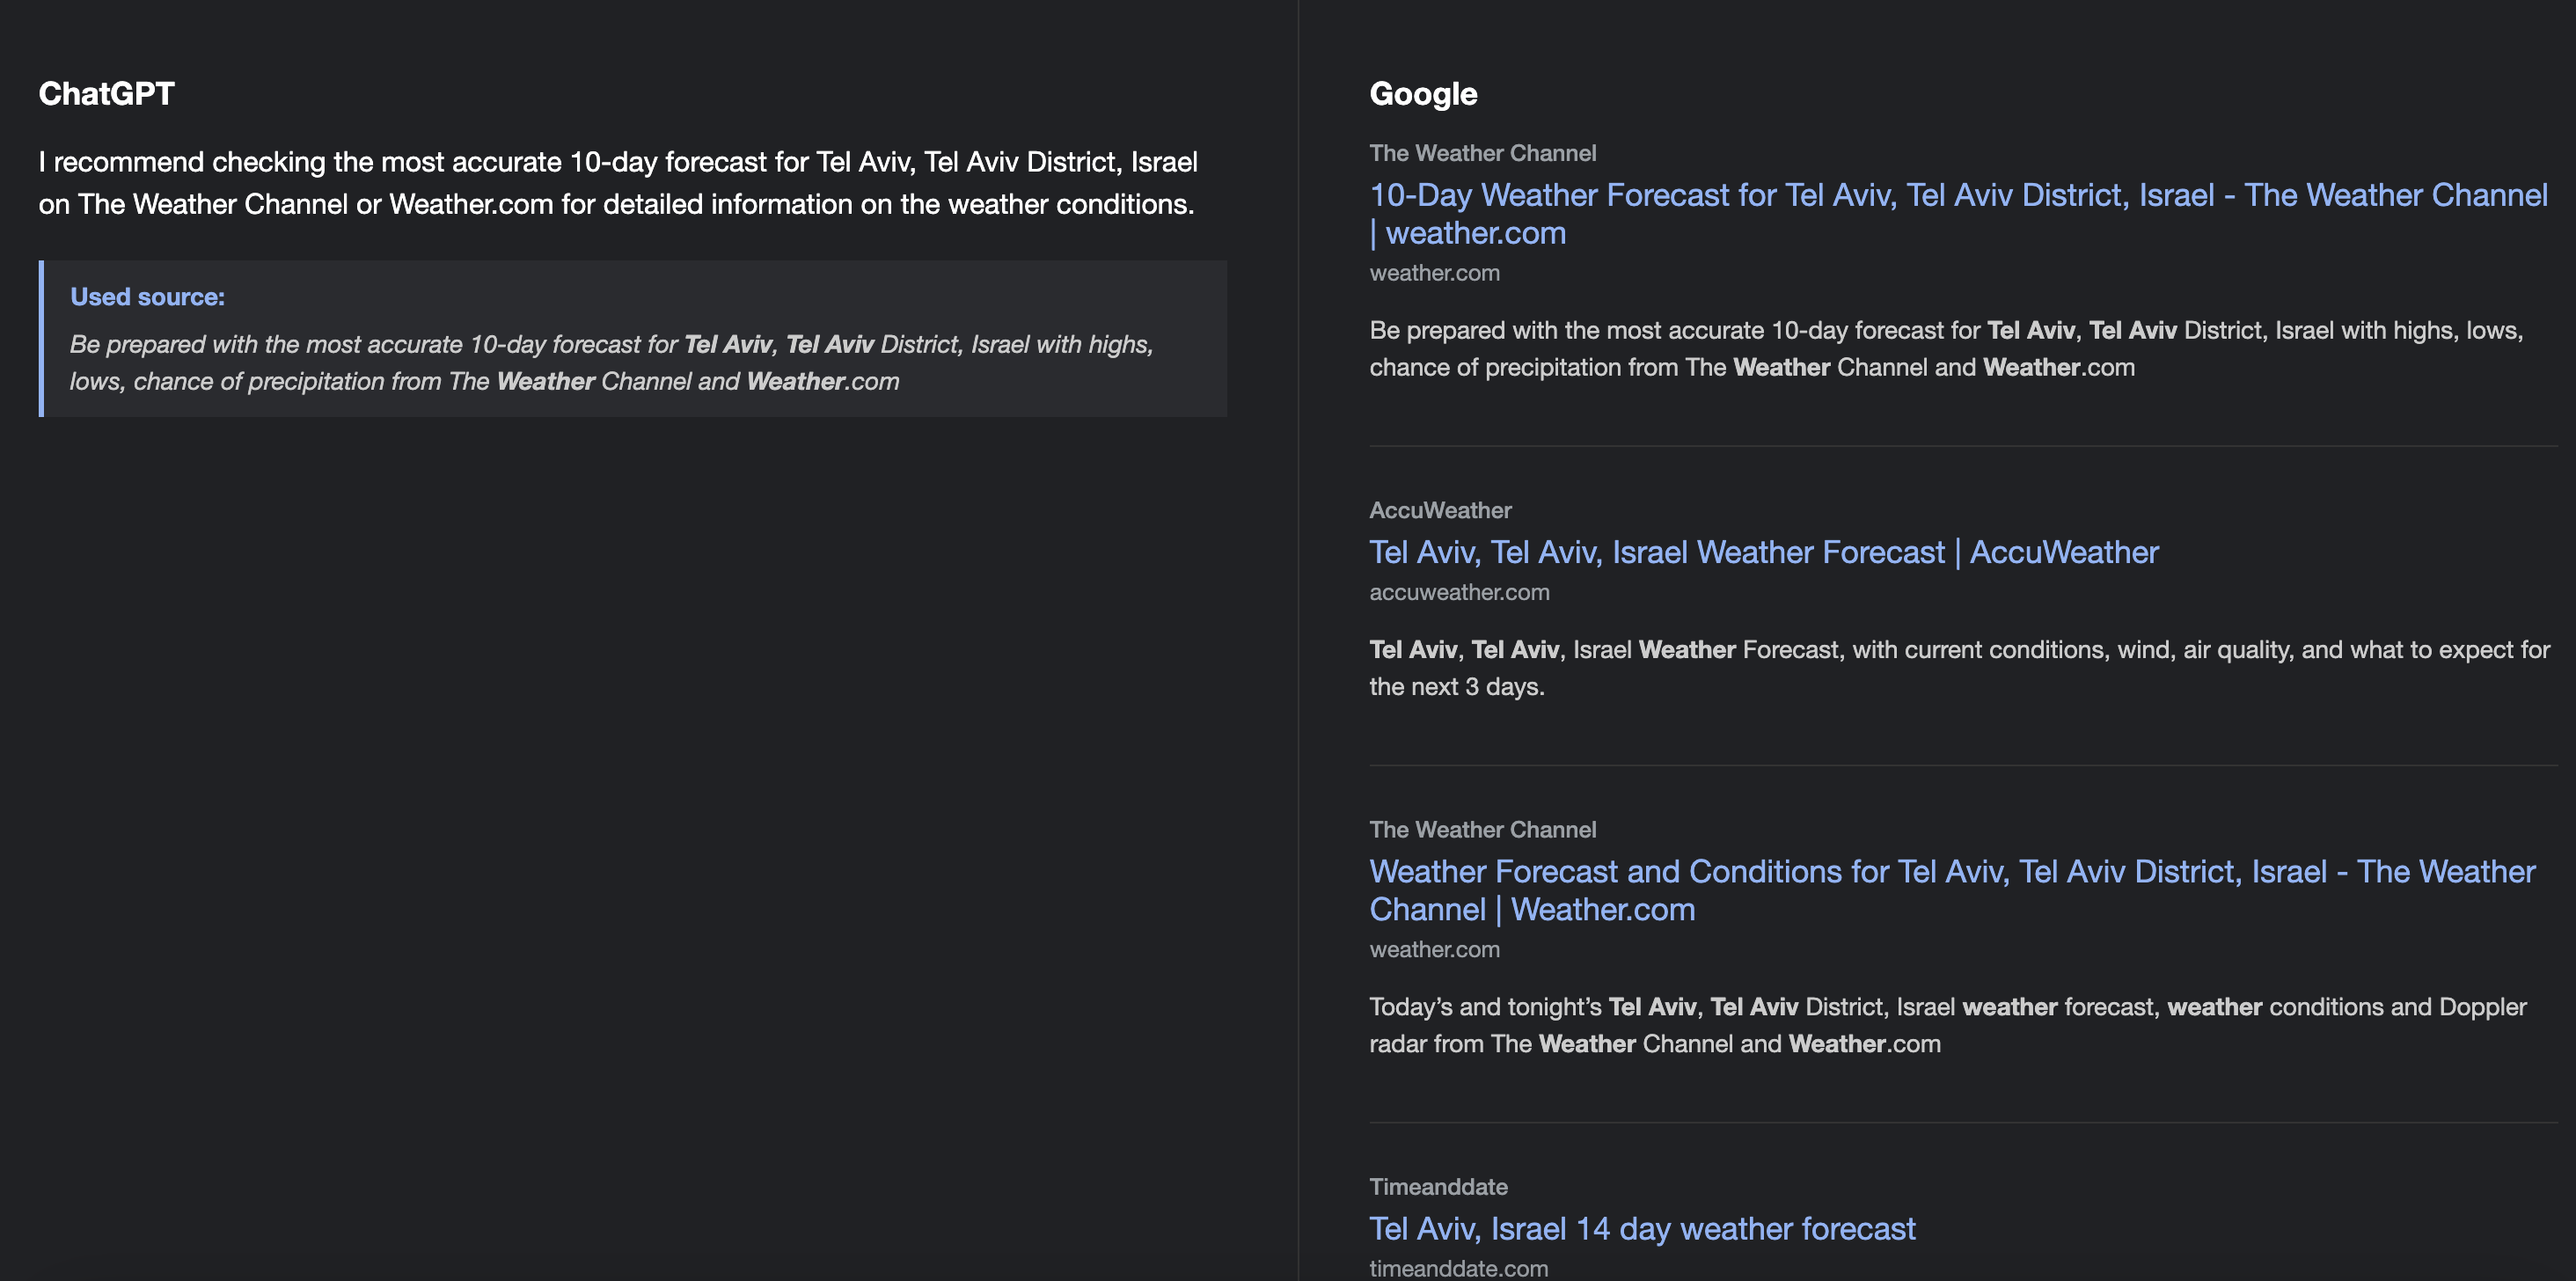 ChatGPT
I recommend checking the most accurate 10-day forecast for Tel Aviv, Tel Aviv District, Israel
on The Weather Channel or Weather.com for detailed information on the weather conditions.
Used source:
Be prepared with the most accurate 10-day forecast for Tel Aviv, Tel Aviv District, Israel with highs,
lows, chance of precipitation from The Weather Channel and Weather.com
Google
The Weather Channel
10-Day Weather Forecast for Tel Aviv, Tel Aviv District, Israel - The Weather Channel
| weather.com
weather.com
Be prepared with the most accurate 10-day forecast for Tel Aviv, Tel Aviv District, Israel with highs, lows,
chance of precipitation from The Weather Channel and Weather.com
AccuWeather
Tel Aviv, Tel Aviv, Israel Weather Forecast | AccuWeather
accuweather.com
Tel Aviv, Tel Aviv, Israel Weather Forecast, with current conditions, wind, air quality, and what to expect for
the next 3 days.
The Weather Channel
Weather Forecast and Conditions for Tel Aviv, Tel Aviv District, Israel - The Weather
Channel | Weather.com
weather.com
Today’s and tonight’s Tel Aviv, Tel Aviv District, Israel weather forecast, weather conditions and Doppler
radar from The Weather Channel and Weather.com
Timeanddate
Tel Aviv, Israel 14 day weather forecast
timeanddate.com